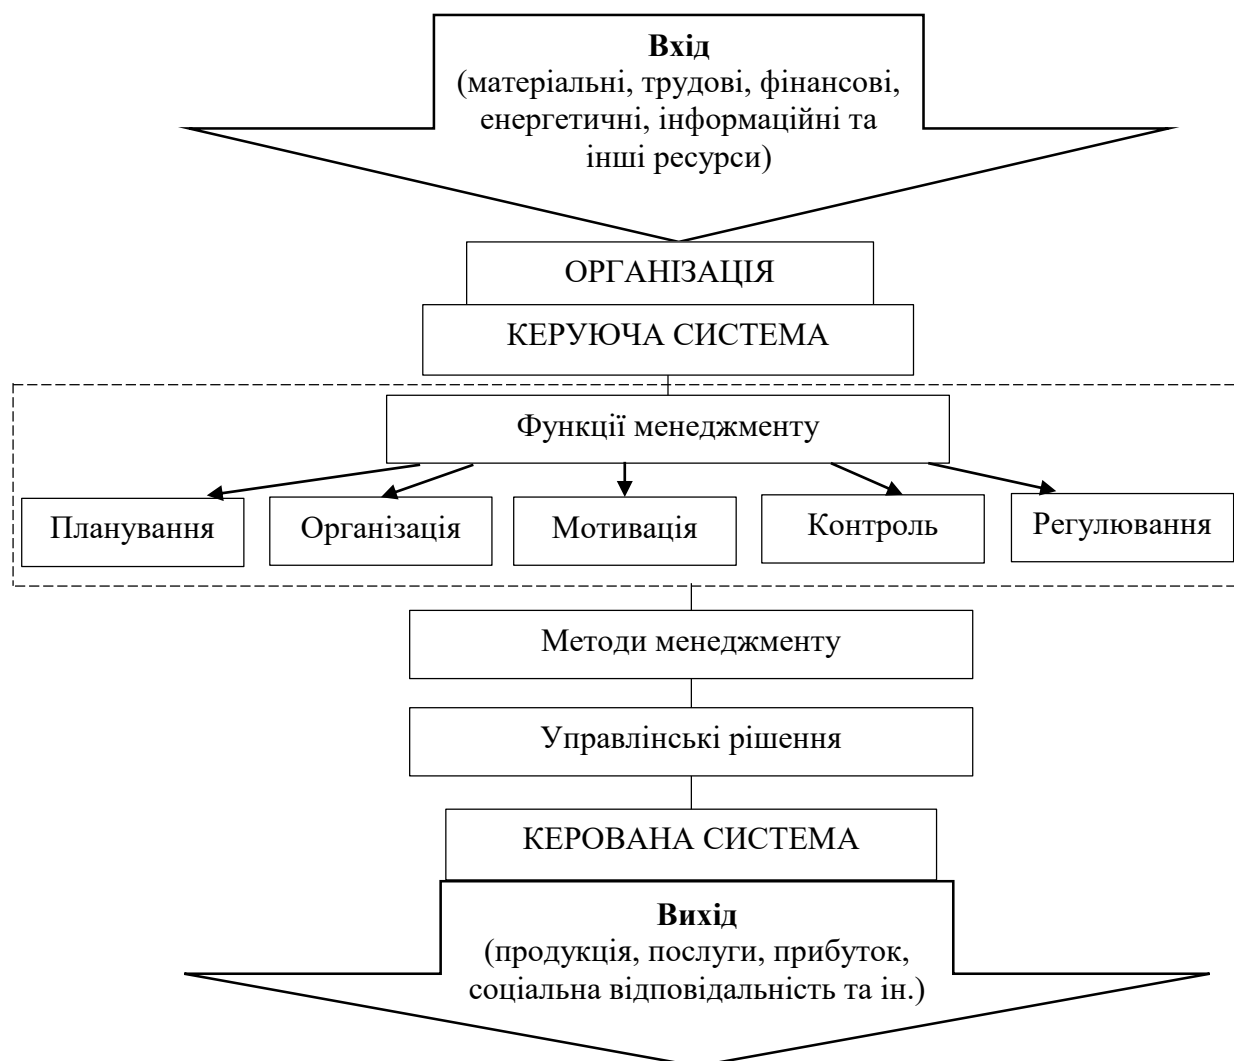 Вхід
(матеріальні, трудові, фінансові,
енергетичні, інформаційні та
інші ресурси)
ОРГАНІЗАЦІЯ
КЕРУЮЧА СИСТЕМА
Функції менеджменту
Планування
Організація
Мотивація
Контроль
Регулювання
Методи менеджменту
Управлінські рішення
КЕРОВАНА СИСТЕМА
Вихід
(продукція, послуги, прибуток,
соціальна відповідальність та ін.)